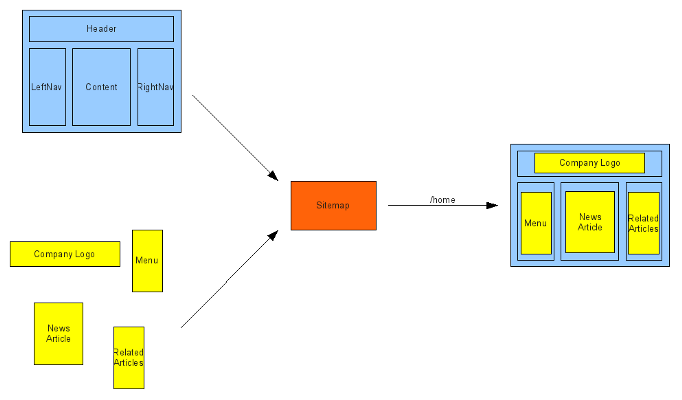 Header
LeftNav
Content
RightNav
Company Logo
Menu
News
Article
Related
Articles
Sitemap
/home
Company Logo
Menu
News
Article
Related
Articles